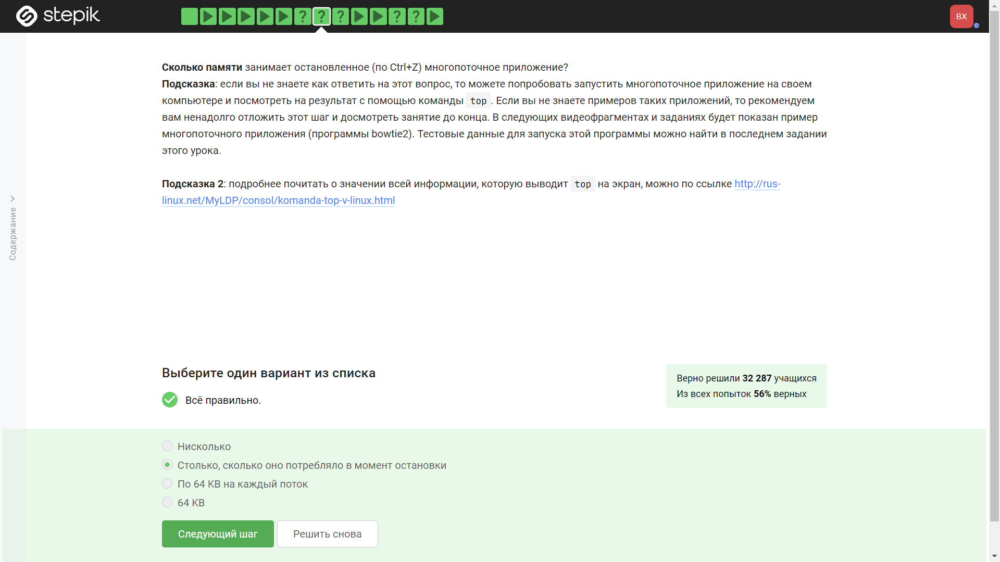 stepik
? ? ? ? ?
ВХ
Содержание
Сколько памяти занимает остановленное (по Ctrl+Z) многопоточное приложение?
Подсказка: если вы не знаете как ответить на этот вопрос, то можете попробовать запустить многопоточное приложение на своем
компьютере и посмотреть на результат с помощью команды top. Если вы не знаете примеров таких приложений, то рекомендуем
вам ненадолго отложить этот шаг и досмотреть занятие до конца. В следующих видеофрагментах и заданиях будет показан пример
многопоточного приложения (программы bowtie2). Тестовые данные для запуска этой программы можно найти в последнем задании
этого урока.
Подсказка 2: подробнее почитать о значении всей информации, которую выводит top на экран, можно по ссылке http://rus-
linux.net/MyLDP/consol/komanda-top-v-linux.html
Выберите один вариант из списка
Всё правильно.
Верно решили 32 287 учащихся
Из всех попыток 56% верных
Нисколько
Столько, сколько оно потребляло в момент остановки
По 64 KB на каждый поток
64 KB
Следующий шаг
Решить снова